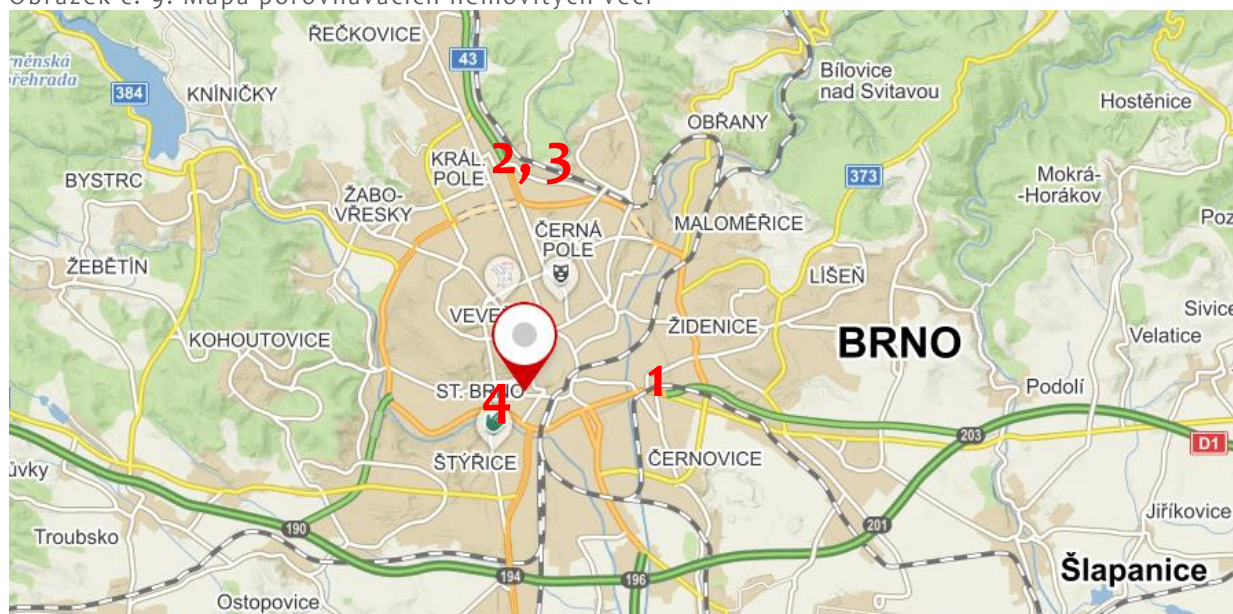 Obrázek č. 9: Mapa porovnávacích nemovitých věcí
ŘEČKOVICE
43
Bílovice
nad Svitavou
384
KNÍNIČKY
Hostěnice
OBŘANY
KRÁL.
POLE
2, 3
373
Mokrá-
-Horákov
BYSTRC
ŽABO-
VŘESKY
ČERNÁ
POLE
MALOMĚŘICE
ŽEBĚTÍN
LÍŠEŇ
KOHOUTOVICE
ŽIDENICE
BRNO
Velatice
ST. BRNO
1
Podolí
4
203
D1
ŠTÝŘICE
ČERNOVICE
190
201
Jiříkovice
Troubsko
194
196
Šlapanice
Ostopovice